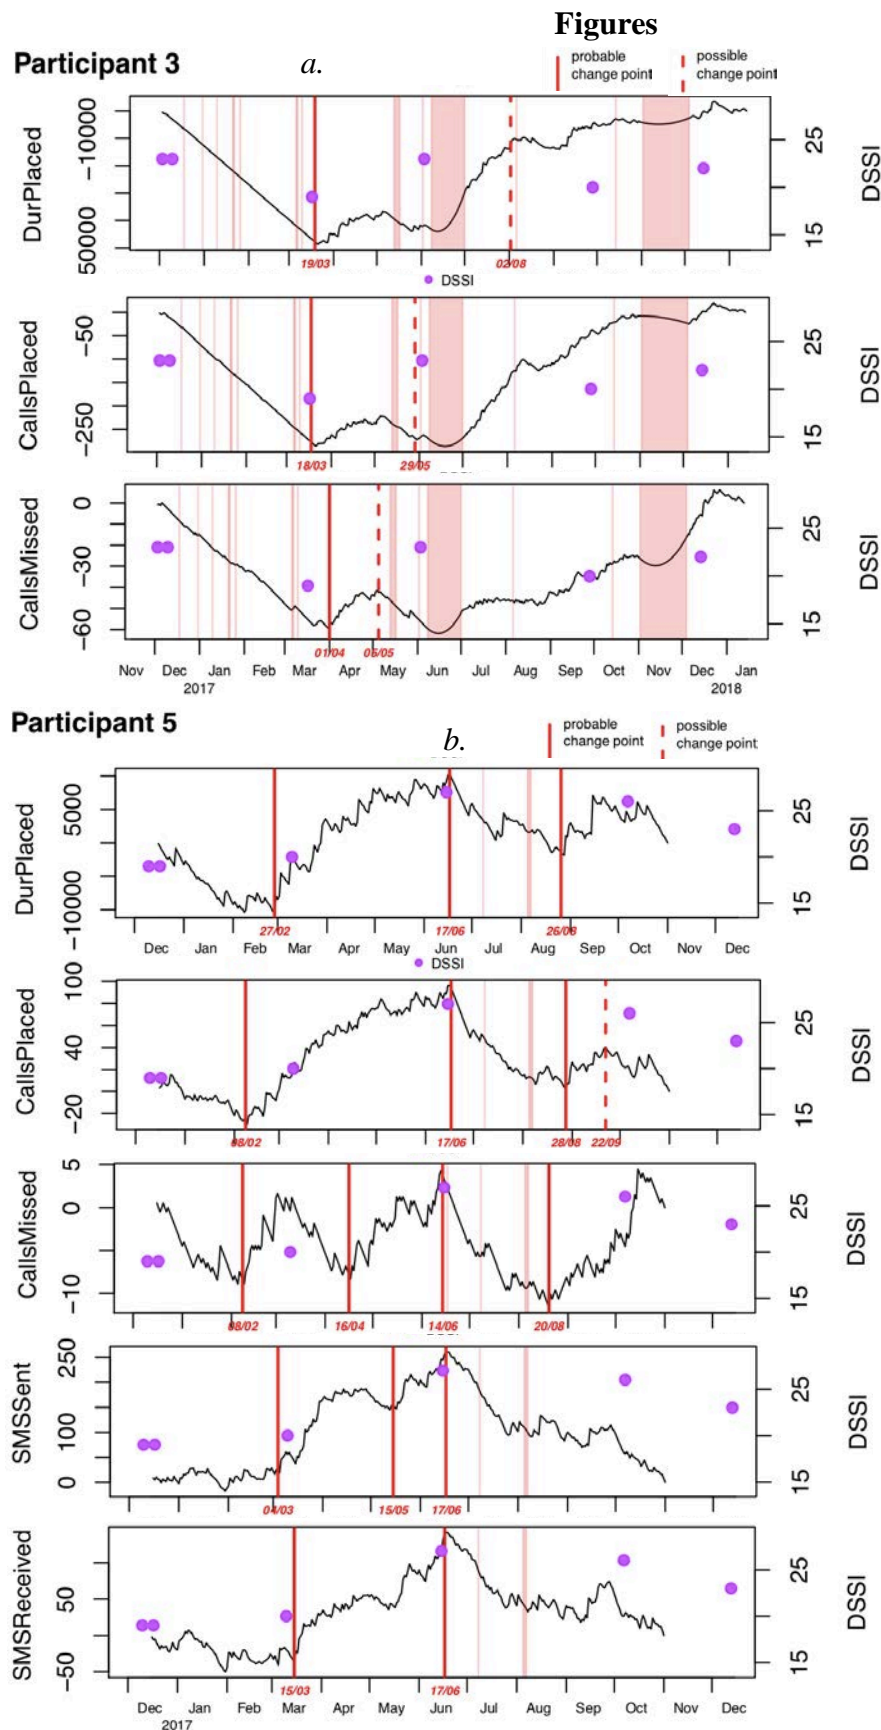 Figures
Participant 3
a.
probable
change point
possible
change point
DurPlaced
50000
-10000
15
25
DSSI
19/03
02/08
DSSI
CallsPlaced
-250
-50
15
25
DSSI
18/03
29/05
CallsMissed
-60
-30
0
15
25
DSSI
01/04
05/05
Nov Dec Jan Feb Mar Apr May Jun Jul Aug Sep Oct Nov Dec Jan
2017 2018
Participant 5
b.
probable
change point
possible
change point
DurPlaced
-10000
5000
15
25
DSSI
27/02
17/06
26/08
Dec Jan Feb Mar Apr May Jun Jul Aug Sep Oct Nov Dec
DSSI
CallsPlaced
-20
40
100
15
25
DSSI
08/02
17/06
28/08
22/09
CallsMissed
-10
0
5
15
25
DSSI
08/02
16/04
14/06
20/08
SMSSent
0
100
250
15
25
DSSI
04/03
15/05
17/06
SMSReceived
-50
50
15
25
DSSI
15/03
17/06
Dec Jan Feb Mar Apr May Jun Jul Aug Sep Oct Nov Dec
2017